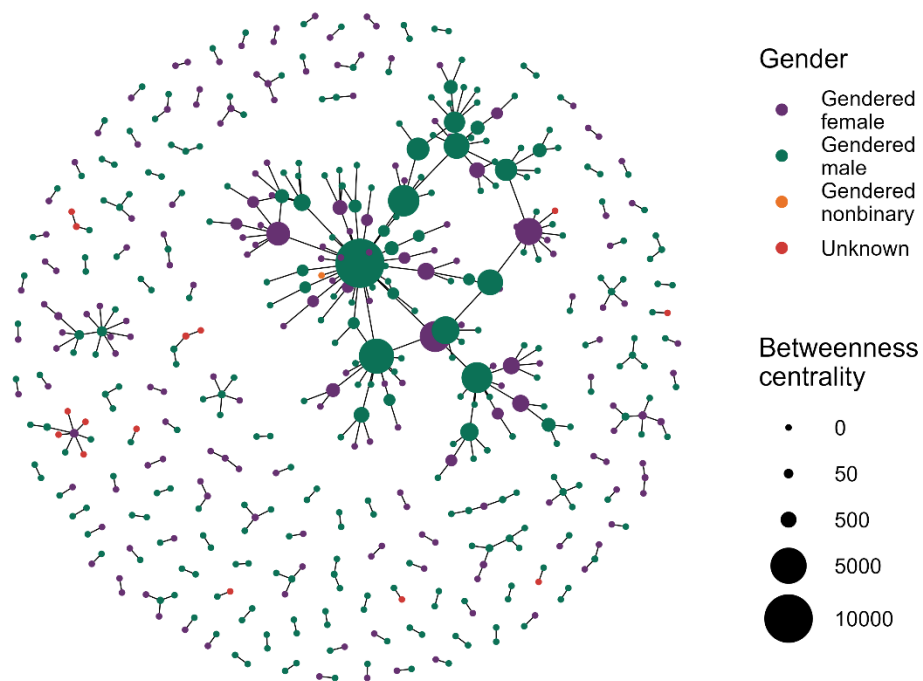 Gender
Gendered
female
Gendered
male
Gendered
nonbinary
Unknown
Betweenness
centrality
0
50
500
5000
10000